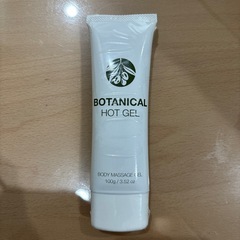 BOTANICAL
HOT GEL
BODY MASSAGE GEL
100g / 3.52 oz